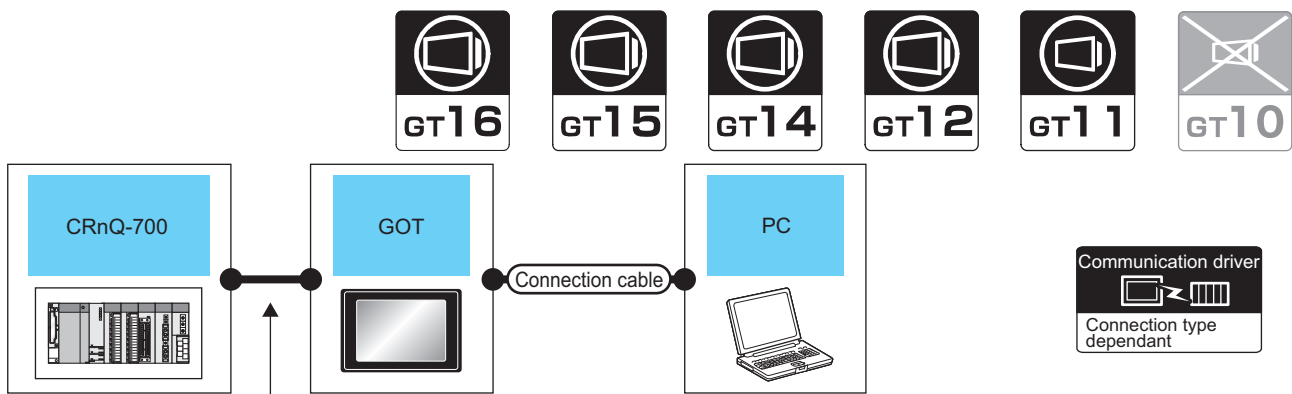 GT16
GT15
GT14
GT12
GT11
GT10
CRnQ-700
GOT
PC
Connection cable
Communication driver
Connection type
dependant